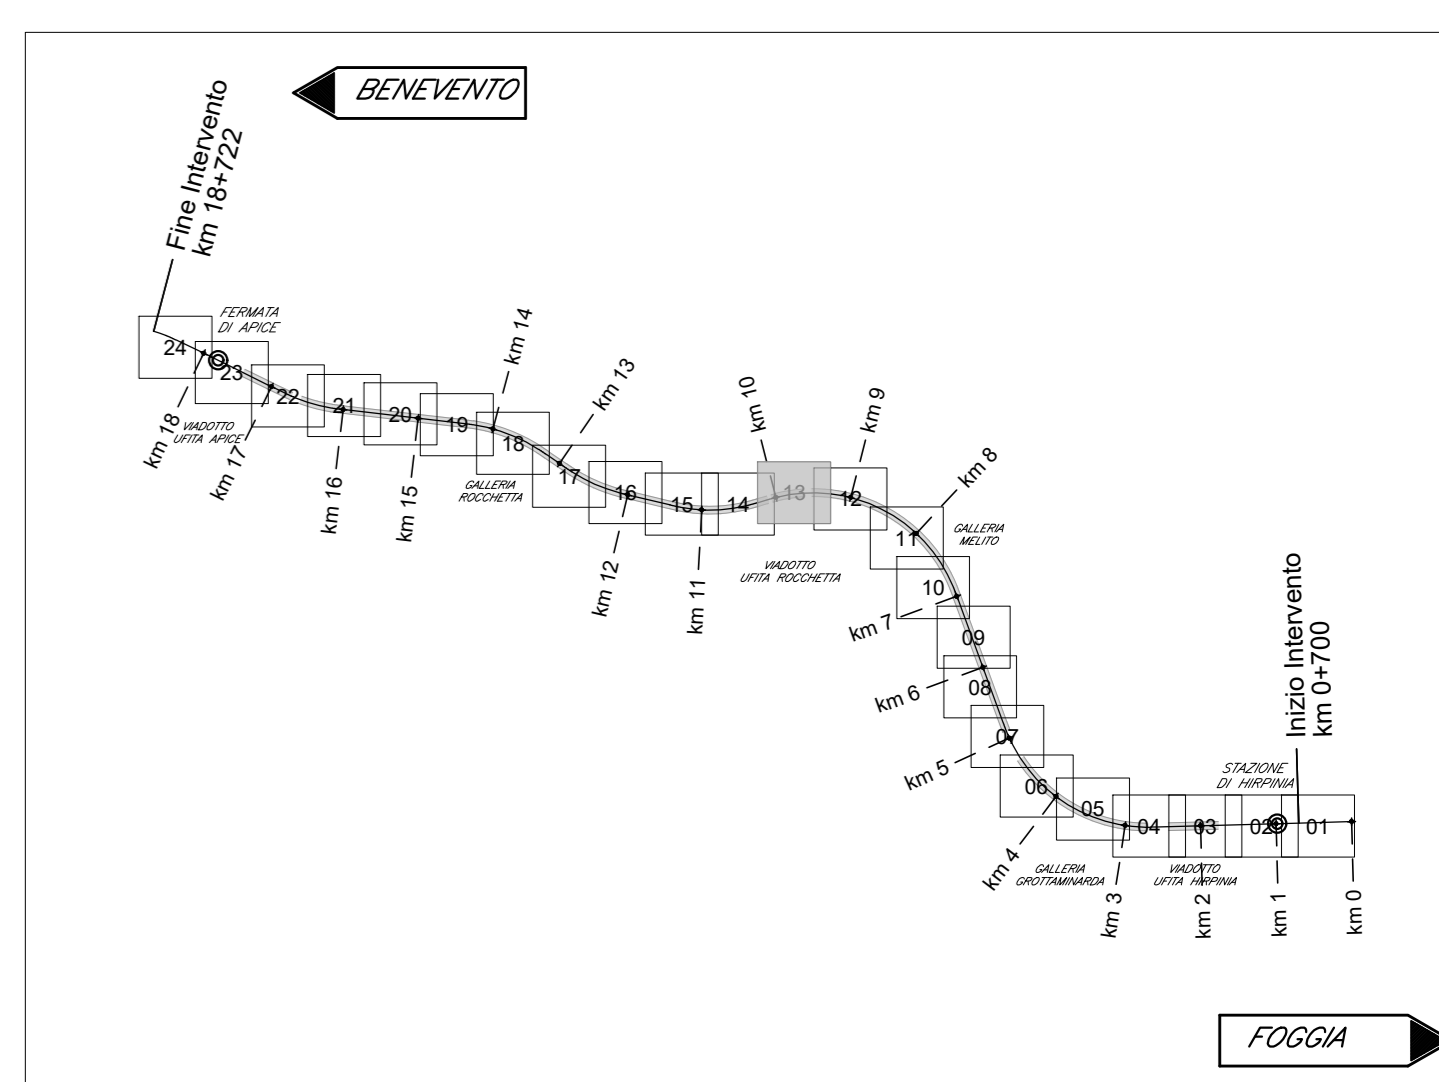 BENEVENTO
Fine Intervento
km 18+722
FERMATA
DI APICE
24
23
22
21
20
19
18
17
16
15
14
13
12
11
10
09
08
07
06
05
04
03
02
01
km 18
VIADOTTO
UFITA APICE
km 17
km 16
km 15
km 14
GALLERIA
ROCCHETTA
km 13
km 12
km 11
km 10
VIADOTTO
UFITA ROCCHETTA
km 9
km 8
GALLERIA
MELITO
km 7
km 6
km 5
km 4
GALLERIA
GROTTAMINARDA
km 3
VIADOTTO
UFITA HIRPINIA
km 2
STAZIONE
DI HIRPINIA
km 1
Inizio Intervento
km 0+700
km 0
FOGGIA